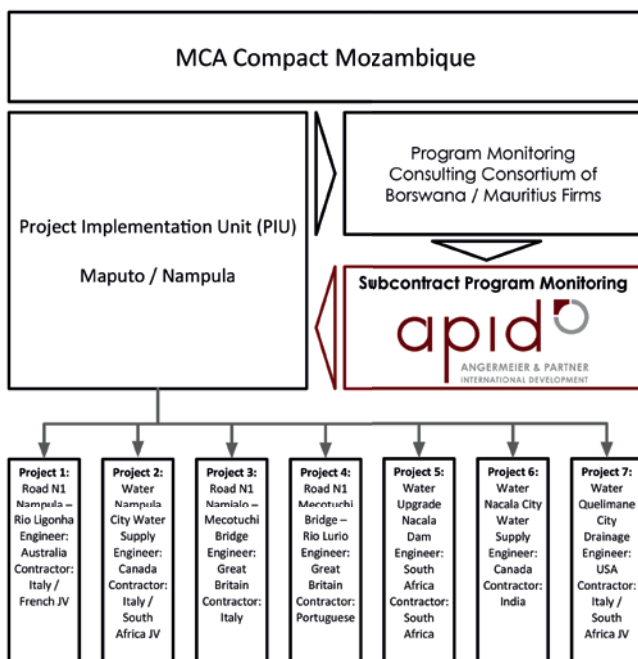 MCA Compact Mozambique
Project Implementation Unit (PIU)
Maputo / Nampula
Program Monitoring
Consulting Consortium of
Borswana / Mauritius Firms
Subcontract Program Monitoring
apid
ANGERMEIER & PARTNER
INTERNATIONAL DEVELOPMENT
Project 1:
Road N1
Nampula –
Rio Ligonha
Engineer:
Australia
Contractor:
Italy /
French JV
Project 2:
Water
Nampula
City Water
Supply
Engineer:
Canada
Contractor:
Italy /
South
Africa JV
Project 3:
Road N1
Namialo –
Mecotuchi
Bridge
Engineer:
Great
Britain
Contractor:
Italy
Project 4:
Road N1
Mecotuchi
Bridge –
Rio Lurio
Engineer:
Great
Britain
Contractor:
Portuguese
Project 5:
Water
Upgrade
Nacala
Dam
Engineer:
South
Africa
Contractor:
South
Africa
Project 6:
Water
Nacala City
Water
Supply
Engineer:
Canada
Contractor:
India
Project 7:
Water
Quelimane
City
Drainage
Engineer:
USA
Contractor:
Italy /
South
Africa JV